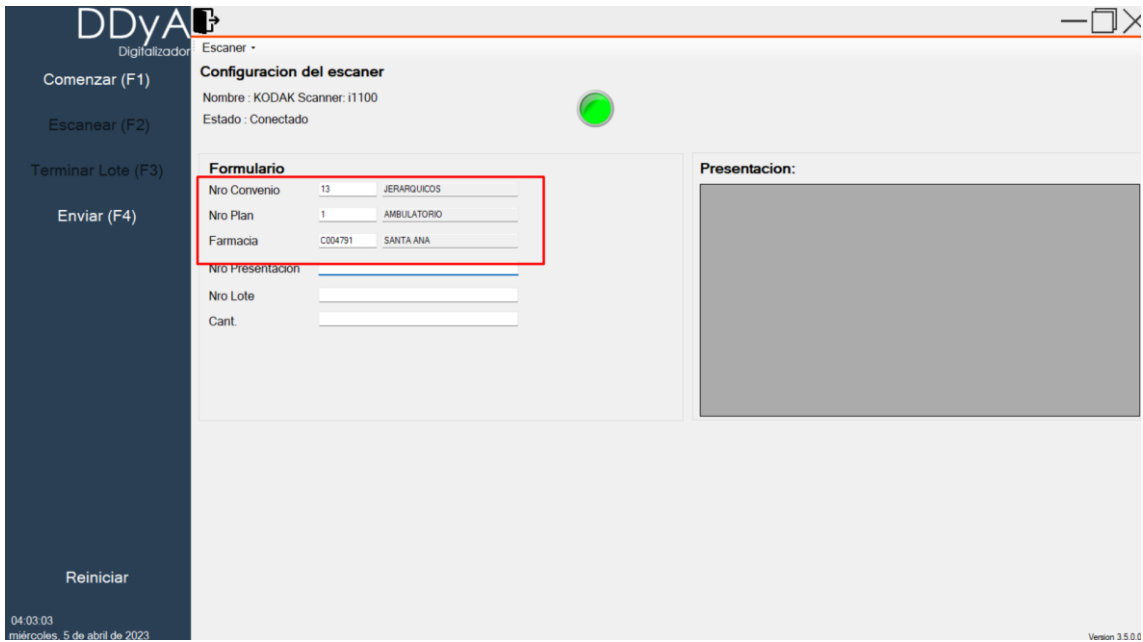 DDyA
Digitalizador
Comenzar (F1)
Escanear (F2)
Terminar Lote (F3)
Enviar (F4)
Reiniciar
04:03:03
miércoles, 5 de abril de 2023
Escaner
Configuracion del escaner
Nombre : KODAK Scanner: i1100
Estado : Conectado
Formulario
Nro Convenio 13 JERARQUICOS
Nro Plan 1 AMBULATORIO
Farmacia C004791 SANTA ANA
Nro Presentacion
Nro Lote
Cant.
Presentacion:
Version 3.5.0.0